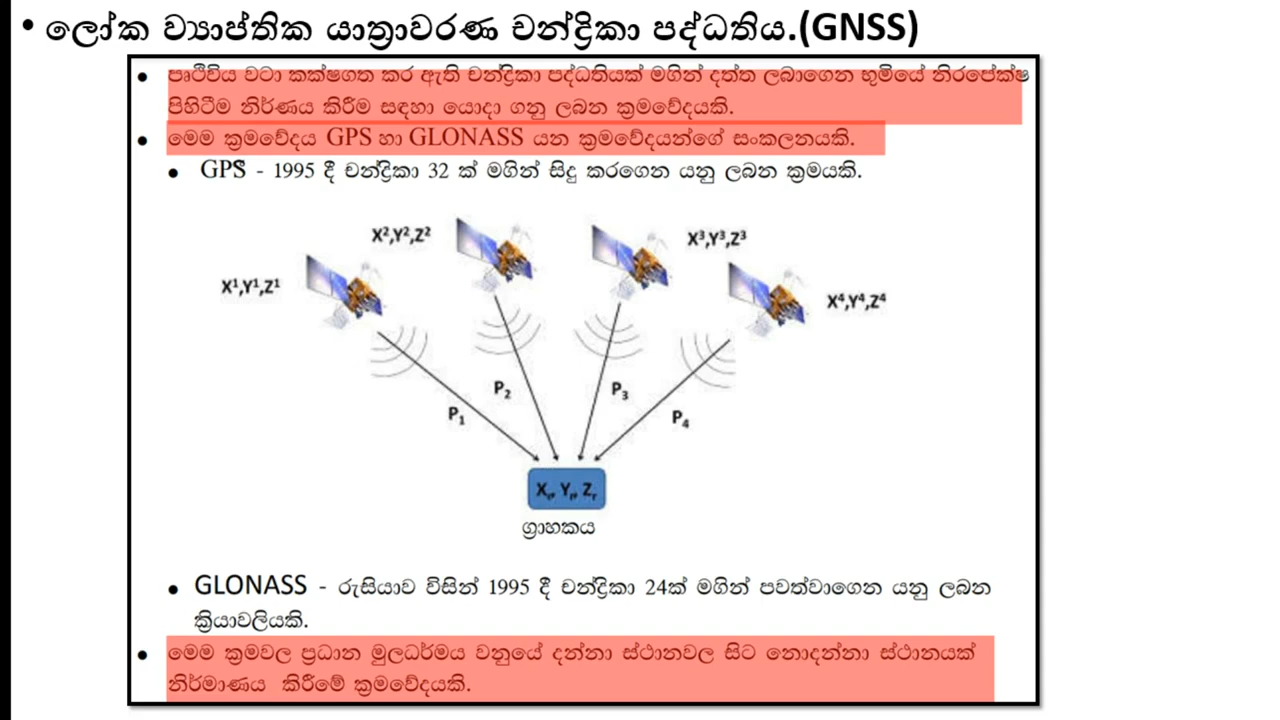 • ලෝක ව්‍යාප්තික යාත්‍රාවරණ චන්ද්‍රිකා පද්ධතිය.(GNSS)
• පෘථිවිය වටා කක්ෂගත කර ඇති චන්ද්‍රිකා පද්ධතියක් මගින් දත්ත ලබාගෙන භූමියේ නිරපේක්ෂ
පිහිටීම නිර්ණය කිරීම සඳහා යොදා ගනු ලබන ක්‍රමවේදයකි.
• මෙම ක්‍රමවේදය GPS හා GLONASS යන ක්‍රමවේදයන්ගේ සංකලනයකි.
• GPS - 1995 දී චන්ද්‍රිකා 32 ක් මගින් සිදු කරගෙන යනු ලබන ක්‍රමයකි.
X²,Y²,Z²
X³,Y³,Z³
X¹,Y¹,Z¹
X⁴,Y⁴,Z⁴
P₂
P₃
P₁
P₄
Xᵣ, Yᵣ, Zᵣ
ග්‍රාහකය
• GLONASS - රුසියාව විසින් 1995 දී චන්ද්‍රිකා 24ක් මගින් පවත්වාගෙන යනු ලබන
ක්‍රියාවලියකි.
• මෙම ක්‍රමවල ප්‍රධාන මුලධර්මය වනුයේ දන්නා ස්ථානවල සිට නොදන්නා ස්ථානයක්
නිර්මාණය කිරීමේ ක්‍රමවේදයකි.